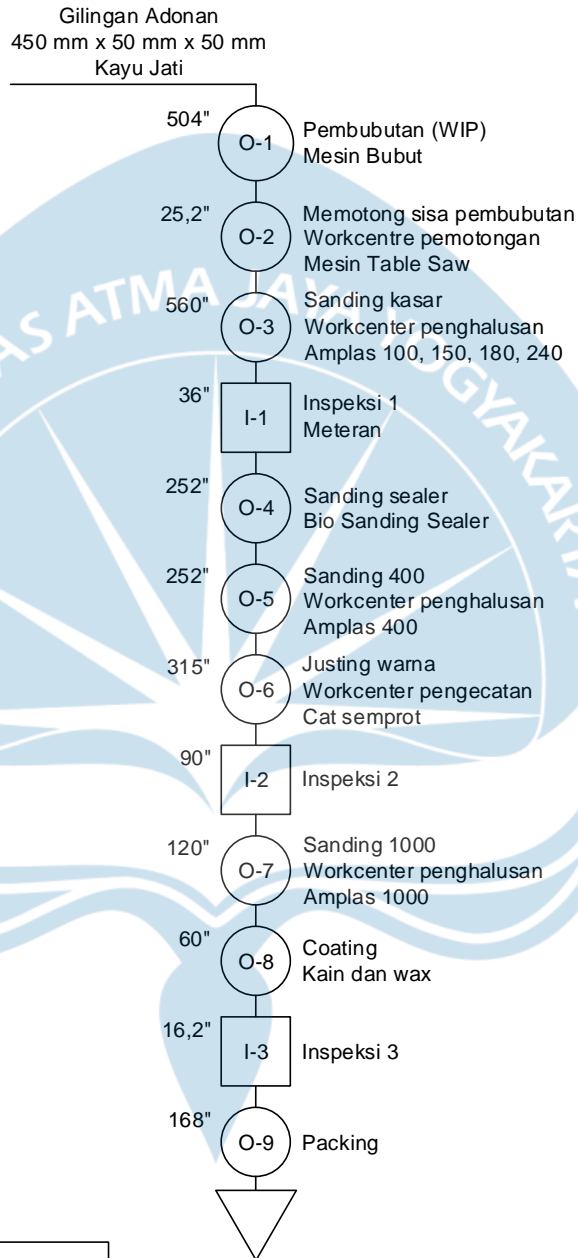 Gilingan Adonan
450 mm x 50 mm x 50 mm
Kayu Jati
504"
O-1
Pembubutan (WIP)
Mesin Bubut
25,2"
O-2
Memotong sisa pembubutan
Workcentre pemotongan
Mesin Table Saw
560"
O-3
Sanding kasar
Workcenter penghalusan
Amplas 100, 150, 180, 240
36"
I-1
Inspeksi 1
Meteran
252"
O-4
Sanding sealer
Bio Sanding Sealer
252"
O-5
Sanding 400
Workcenter penghalusan
Amplas 400
315"
O-6
Justing warna
Workcenter pengecatan
Cat semprot
90"
I-2
Inspeksi 2
120"
O-7
Sanding 1000
Workcenter penghalusan
Amplas 1000
60"
O-8
Coating
Kain dan wax
16,2"
I-3
Inspeksi 3
168"
O-9
Packing
AS ATMA JAYA YOGYAKARTA